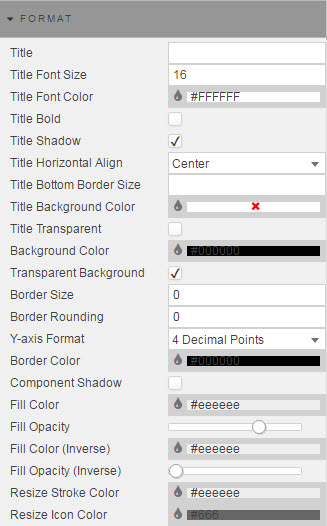 FORMAT
Title
Title Font Size 16
Title Font Color #FFFFFF
Title Bold
Title Shadow
Title Horizontal Align Center
Title Bottom Border Size
Title Background Color
Title Transparent
Background Color #000000
Transparent Background
Border Size 0
Border Rounding 0
Y-axis Format 4 Decimal Points
Border Color #000000
Component Shadow
Fill Color #eeeeee
Fill Opacity
Fill Color (Inverse) #eeeeee
Fill Opacity (Inverse)
Resize Stroke Color #eeeeee
Resize Icon Color #666